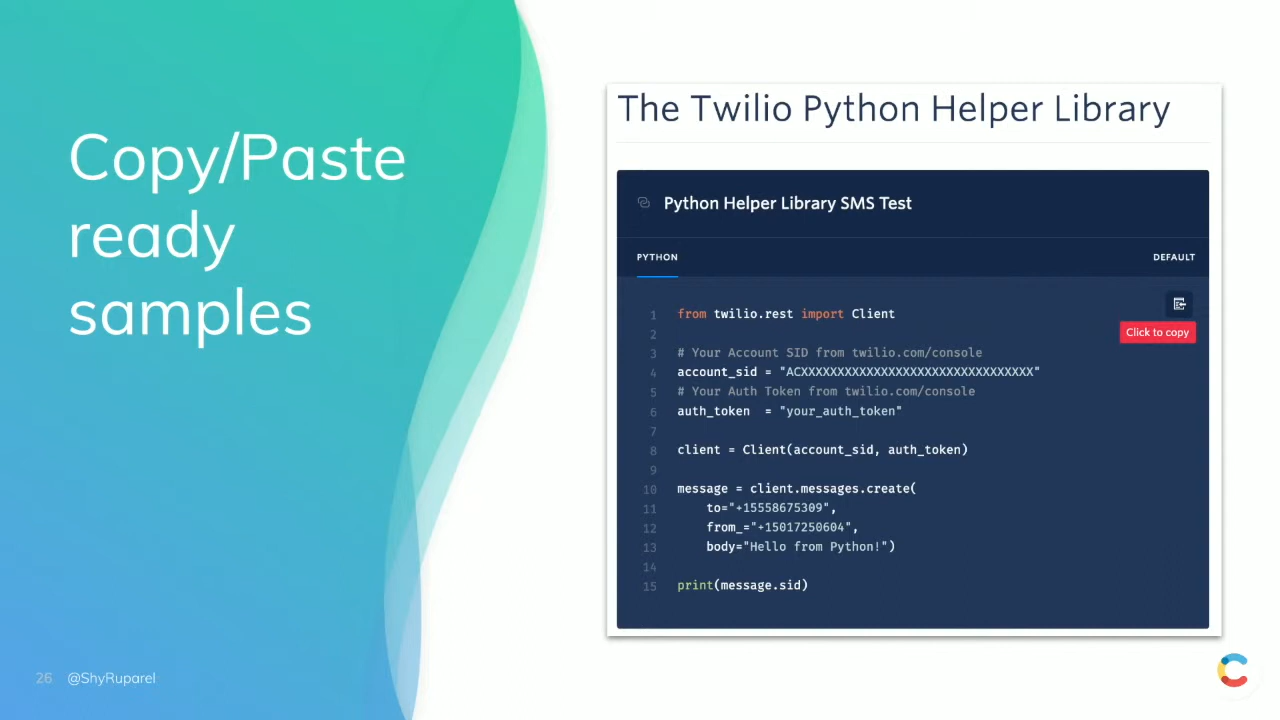 Copy/Paste
ready
samples
The Twilio Python Helper Library
Python Helper Library SMS Test
PYTHON
DEFAULT
Click to copy
1 from twilio.rest import Client
2
3 # Your Account SID from twilio.com/console
4 account_sid = "ACXXXXXXXXXXXXXXXXXXXXXXXXXXXXXXXX"
5 # Your Auth Token from twilio.com/console
6 auth_token  = "your_auth_token"
7
8 client = Client(account_sid, auth_token)
9
10 message = client.messages.create(
11     to="+15558675309",
12     from_="+15017250604",
13     body="Hello from Python!")
14
15 print(message.sid)
26 @ShyRuparel